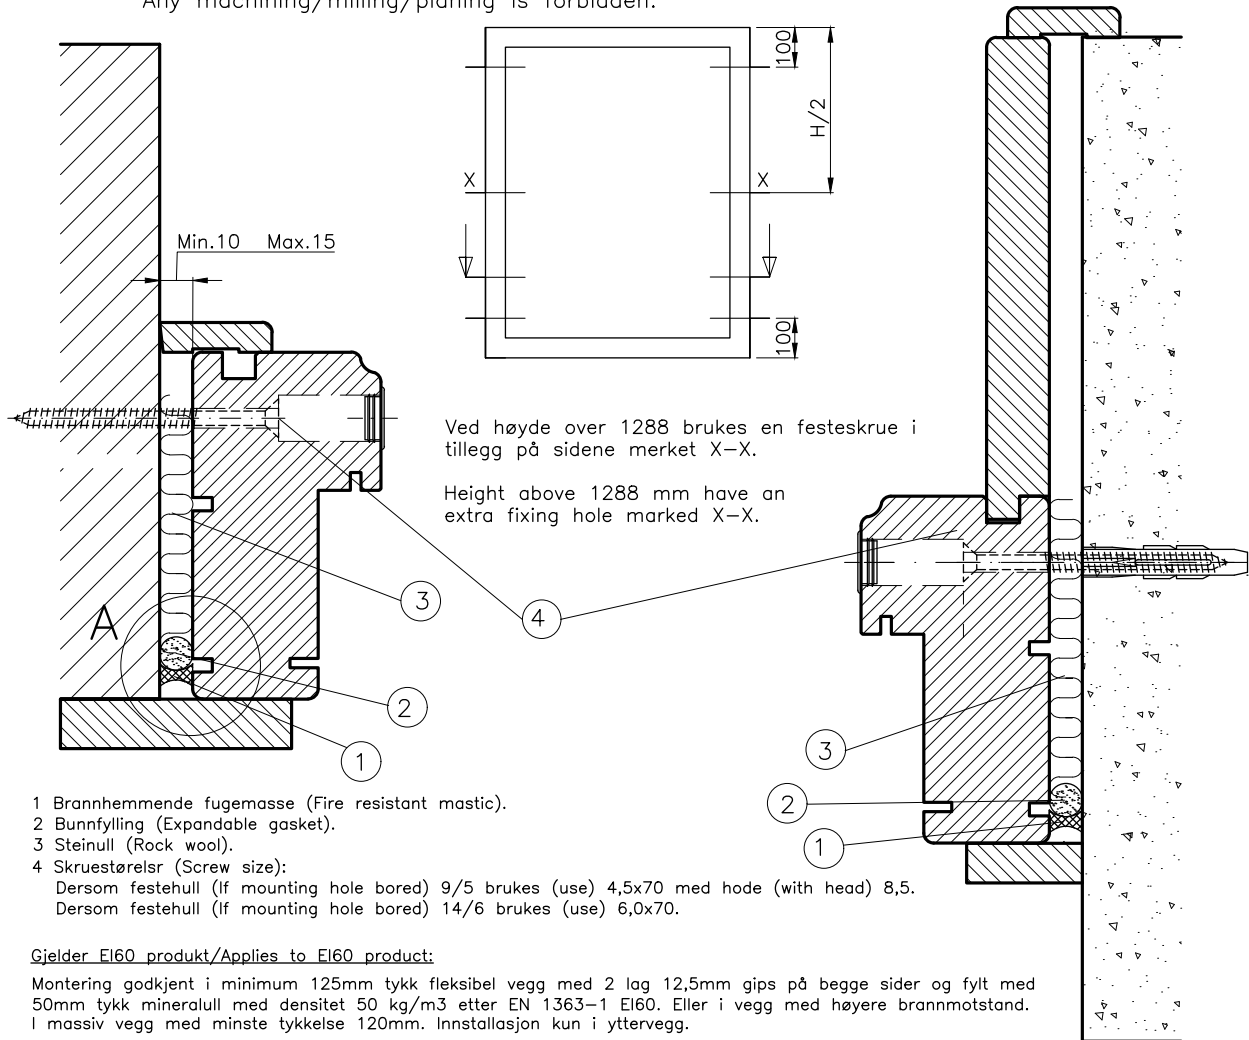 Any machining/milling/planing is forbidden.
100
H/2
X
X
Min.10 Max.15
100
Ved høyde over 1288 brukes en festeskrue i
tillegg på sidene merket X–X.
Height above 1288 mm have an
extra fixing hole marked X–X.
A
3
4
2
1
3
2
1
1 Brannhemmende fugemasse (Fire resistant mastic).
2 Bunnfylling (Expandable gasket).
3 Steinull (Rock wool).
4 Skruestørelsr (Screw size):
Dersom festehull (If mounting hole bored) 9/5 brukes (use) 4,5x70 med hode (with head) 8,5.
Dersom festehull (If mounting hole bored) 14/6 brukes (use) 6,0x70.
Gjelder EI60 produkt/Applies to EI60 product:
Montering godkjent i minimum 125mm tykk fleksibel vegg med 2 lag 12,5mm gips på begge sider og fylt med
50mm tykk mineralull med densitet 50 kg/m3 etter EN 1363–1 EI60. Eller i vegg med høyere brannmotstand.
I massiv vegg med minste tykkelse 120mm. Innstallasjon kun i yttervegg.